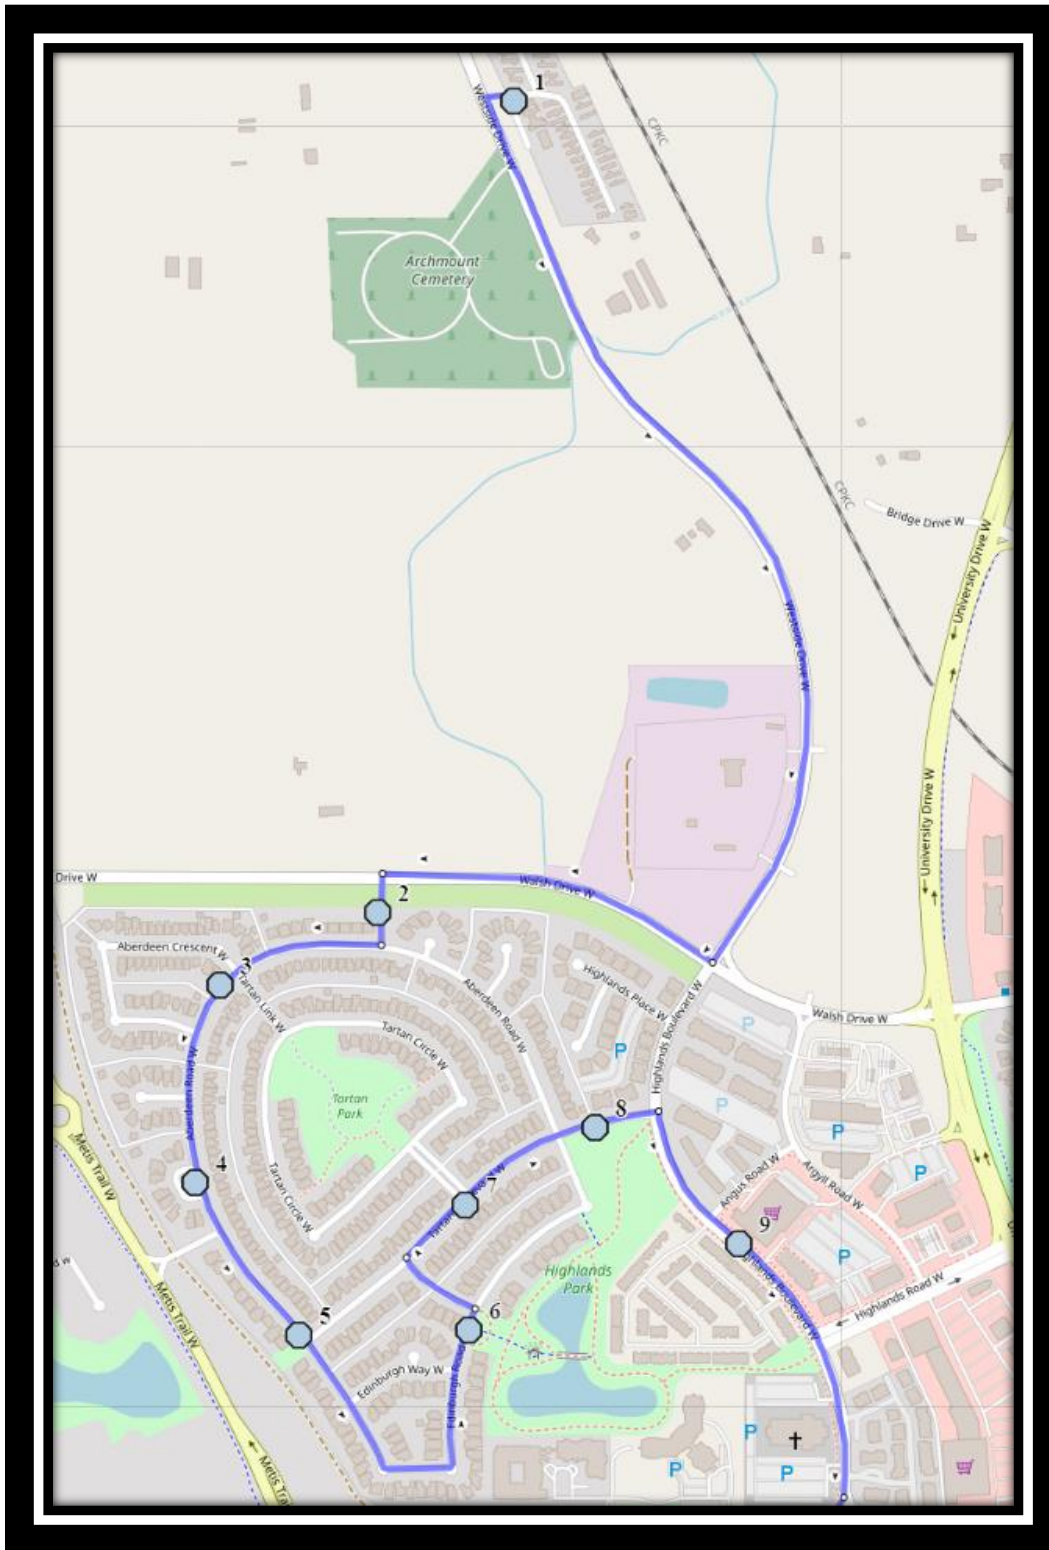 1
Westside Drive W
CPKC
Archmount
Cemetery
CPKC
Bridge Drive W
University Drive W
Westside Drive W
University Drive W
Drive W
Walsh Drive W
2
Aberdeen Crescent W
3
Tartan Link W
Aberdeen Road W
Highlands Place W
Highlands Boulevard W
Walsh Drive W
P
Tartan Circle W
P
Aberdeen Road W
Tartan
Park
P
8
P
Metis Trail W
4
Tartan Circle W
7
Angus Road W
Argyll Road W
P
9
P
Highlands
Park
Highlands Road W
Metis Trail W
d W
5
6
Edinburgh Way W
P
P
P